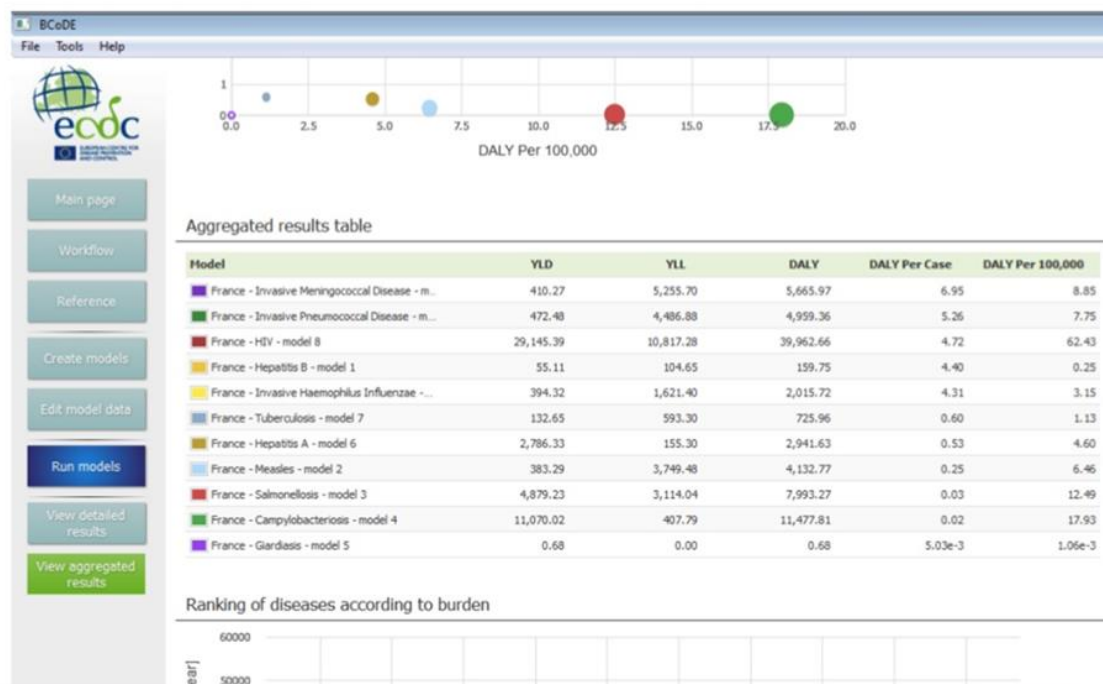 BCoDE
File Tools Help
ecdc
EUROPEAN CENTRE FOR
DISEASE PREVENTION
AND CONTROL
Main page
Workflow
Reference
Create models
Edit model data
Run models
View detailed
results
View aggregated
results
1
0
0.0 2.5 5.0 7.5 10.0 12.5 15.0 17.5 20.0
DALY Per 100,000
Aggregated results table
Model YLD YLL DALY DALY Per Case DALY Per 100,000
France - Invasive Meningococcal Disease - m... 410.27 5,255.70 5,665.97 6.95 8.85
France - Invasive Pneumococcal Disease - m... 472.48 4,486.88 4,959.36 5.26 7.75
France - HIV - model 8 29,145.39 10,817.28 39,962.66 4.72 62.43
France - Hepatitis B - model 1 55.11 104.65 159.75 4.40 0.25
France - Invasive Haemophilus Influenzae -... 394.32 1,621.40 2,015.72 4.31 3.15
France - Tuberculosis - model 7 132.65 593.30 725.96 0.60 1.13
France - Hepatitis A - model 6 2,786.33 155.30 2,941.63 0.53 4.60
France - Measles - model 2 383.29 3,749.48 4,132.77 0.25 6.46
France - Salmonellosis - model 3 4,879.23 3,114.04 7,993.27 0.03 12.49
France - Campylobacteriosis - model 4 11,070.02 407.79 11,477.81 0.02 17.93
France - Giardiasis - model 5 0.68 0.00 0.68 5.03e-3 1.06e-3
Ranking of diseases according to burden
60000
50000